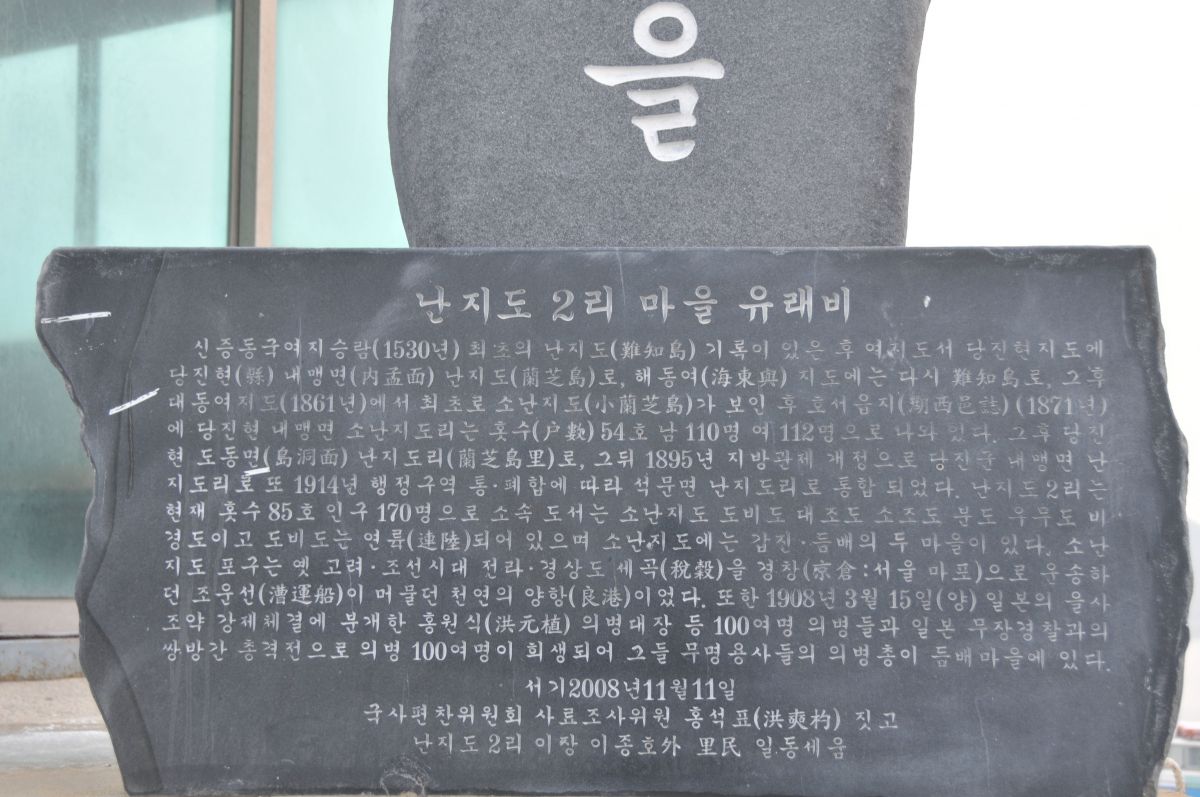 을
난지도 2리 마을 유래비
신증동국여지승람(1530년) 최초의 난지도(難知島) 기록이 있은 후 여지도서 당진현지도에
당진현(縣) 내맹면(內孟面) 난지도(蘭芝島)로, 해동여(海東輿) 지도에는 다시 難知島로, 그후
대동여지도(1861년)에서 최초로 소난지도(小蘭芝島)가 보인 후 호서읍지(湖西邑誌) (1871년)
에 당진현 내맹면 소난지도리는 홋수(戶數) 54호 남 110명 여 112명으로 나와 있다. 그후 당진
현 도동면(島洞面) 난지도리(蘭芝島里)로, 그뒤 1895년 지방관제 개정으로 당진군 내맹면 난
지도리로 또 1914년 행정구역 통·폐합에 따라 석문면 난지도리로 통합 되었다. 난지도 2리는
현재 홋수 85호 인구 170명으로 소속 도서는 소난지도 도비도 대조도 소조도 분도 우무도 비
경도이고 도비도는 연륙(連陸)되어 있으며 소난지도에는 감진·듬배의 두 마을이 있다. 소난
지도 포구는 옛 고려·조선시대 전라·경상도 세곡(稅穀)을 경창(京倉:서울 마포)으로 운송하
던 조운선(漕運船)이 머물던 천연의 양항(良港)이었다. 또한 1908년 3월 15일(양) 일본의 을사
조약 강제체결에 분개한 홍원식(洪元植) 의병대장 등 100여명 의병들과 일본 무장경찰과의
쌍방간 총격전으로 의병 100여명이 희생되어 그들 무명용사들의 의병총이 듬배마을에 있다.
서기2008년11월11일
국사편찬위원회 사료조사위원 홍석표(洪奭杓) 짓고
난지도 2리 이장 이종호外 里民 일동세움